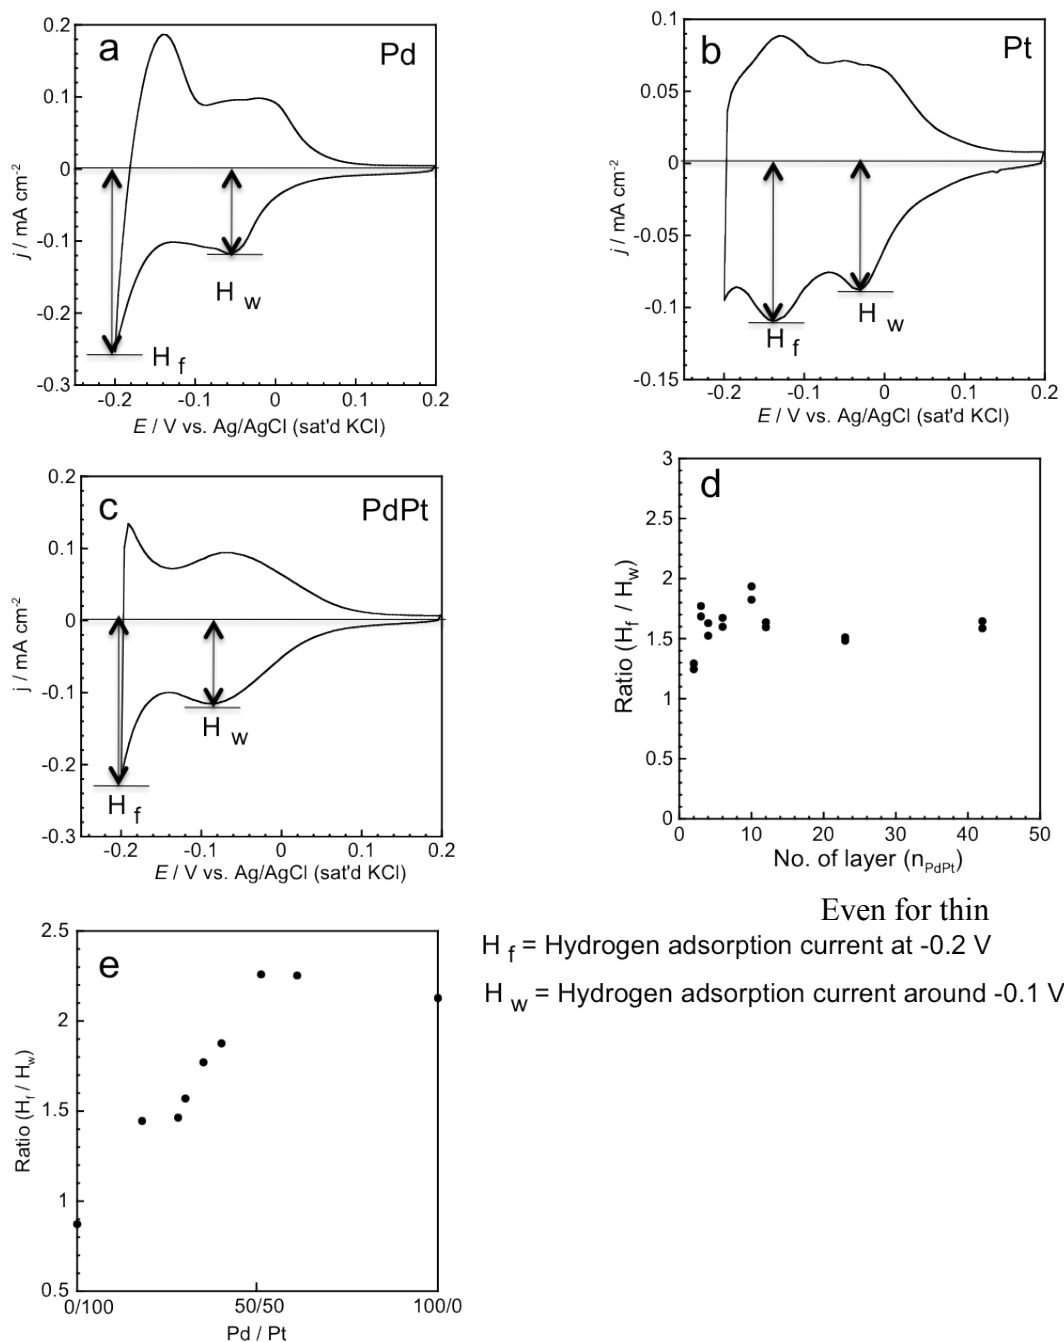 a
Pd
0.2
0.1
0
-0.1
-0.2
-0.3
j / mA cm-2
H w
H f
-0.2
-0.1
0
0.1
0.2
E / V vs. Ag/AgCl (sat'd KCl)
b
Pt
0.1
0.05
0
-0.05
-0.1
-0.15
j / mA cm-2
H f
H w
-0.2
-0.1
0
0.1
0.2
E / V vs. Ag/AgCl (sat'd KCl)
c
PdPt
0.2
0.1
0
-0.1
-0.2
-0.3
j / mA cm-2
H w
H f
-0.2
-0.1
0
0.1
0.2
E / V vs. Ag/AgCl (sat'd KCl)
d
3
2.5
2
1.5
1
0.5
0
Ratio (Hf / Hw)
0
10
20
30
40
50
No. of layer (nPdPt)
Even for thin
H f = Hydrogen adsorption current at -0.2 V
H w = Hydrogen adsorption current around -0.1 V
e
2.5
2
1.5
1
0.5
Ratio (Hf / Hw)
0/100
50/50
100/0
Pd / Pt